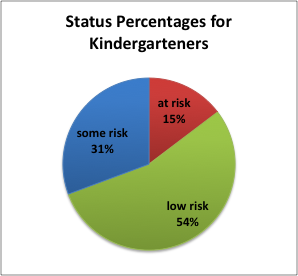 Status Percentages for
Kindergarteners
at risk
15%
some risk
31%
low risk
54%